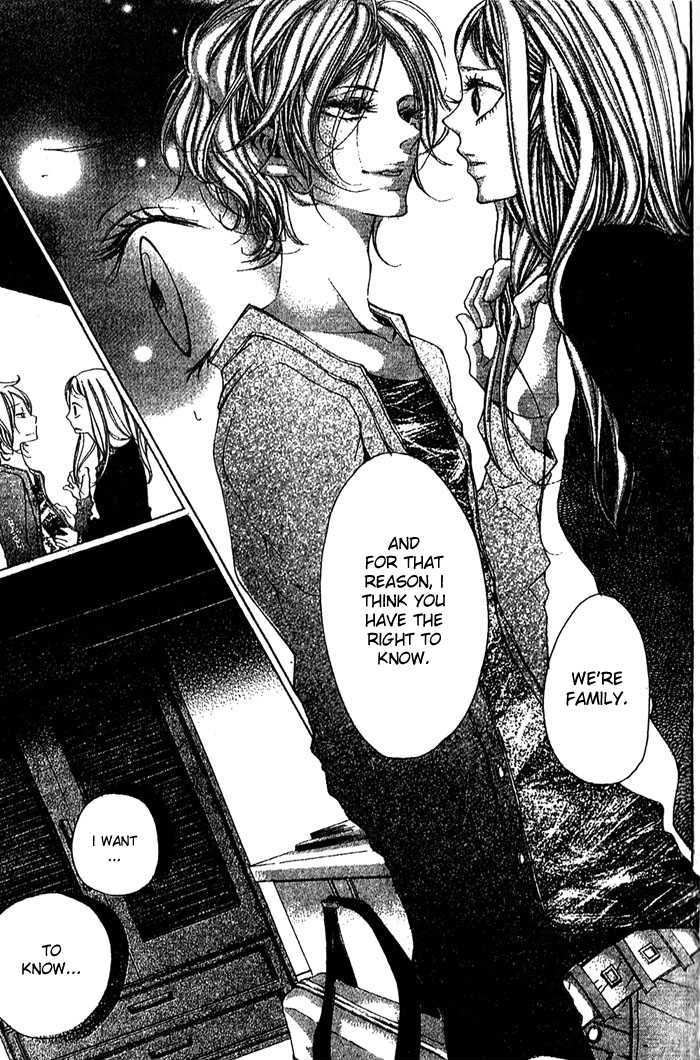 WE'RE
FAMILY.
AND
FOR THAT
REASON, I
THINK YOU
HAVE THE
RIGHT TO
KNOW.
I WANT
...
TO
KNOW...